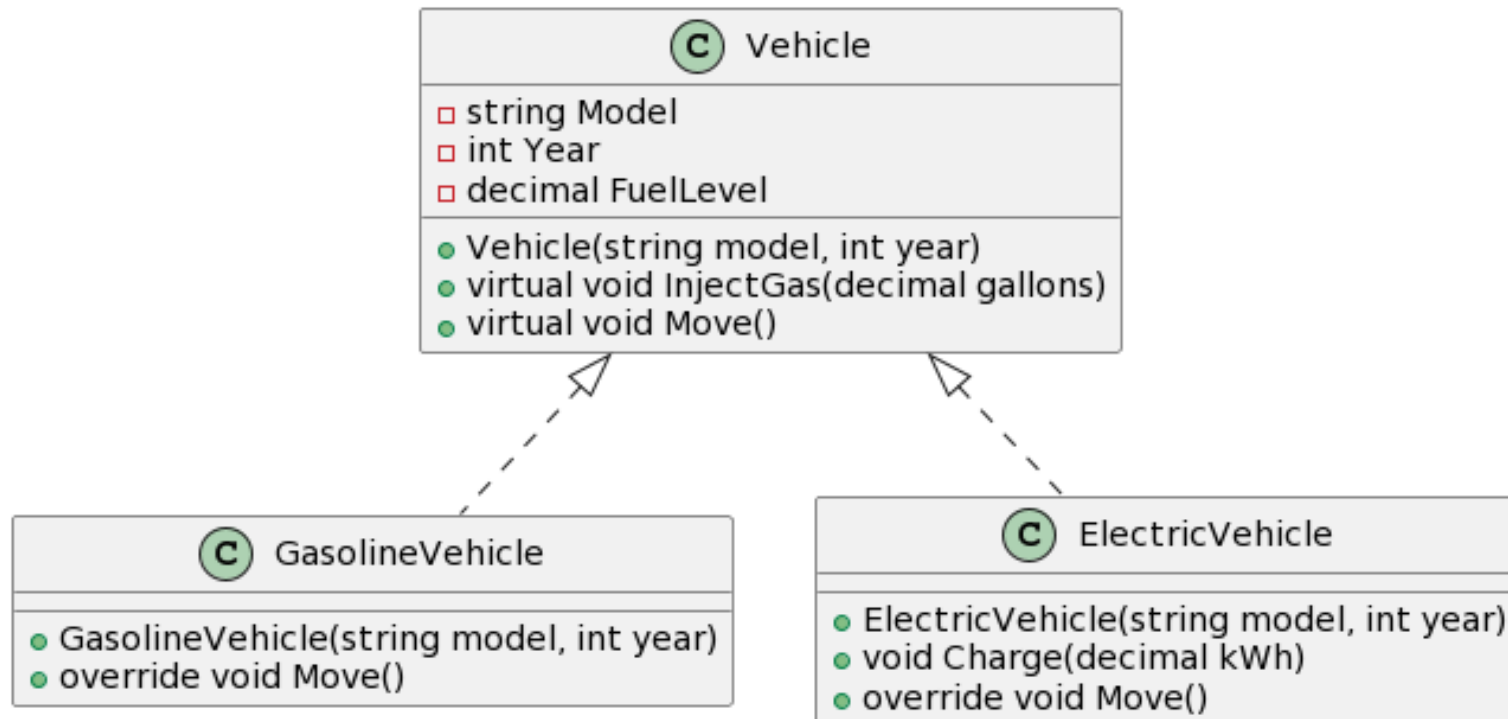 C Vehicle
string Model
int Year
decimal FuelLevel
Vehicle(string model, int year)
virtual void InjectGas(decimal gallons)
virtual void Move()
C GasolineVehicle
GasolineVehicle(string model, int year)
override void Move()
C ElectricVehicle
ElectricVehicle(string model, int year)
void Charge(decimal kWh)
override void Move()